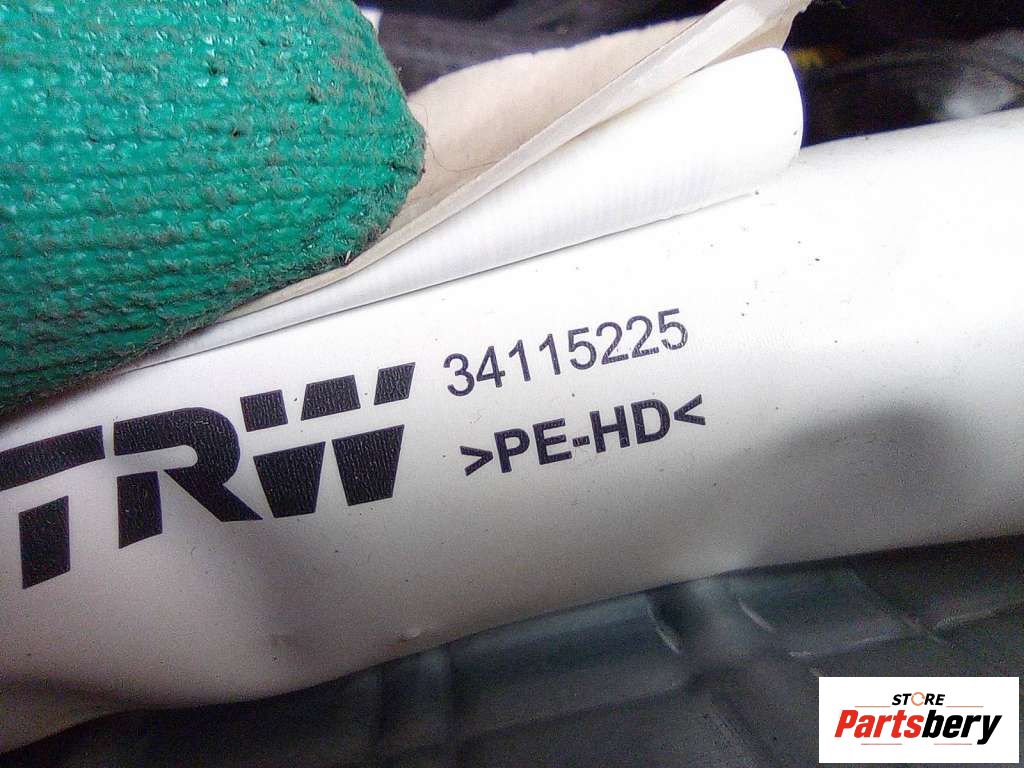 TRW
34115225
>PE-HD<
STORE
Partsbery